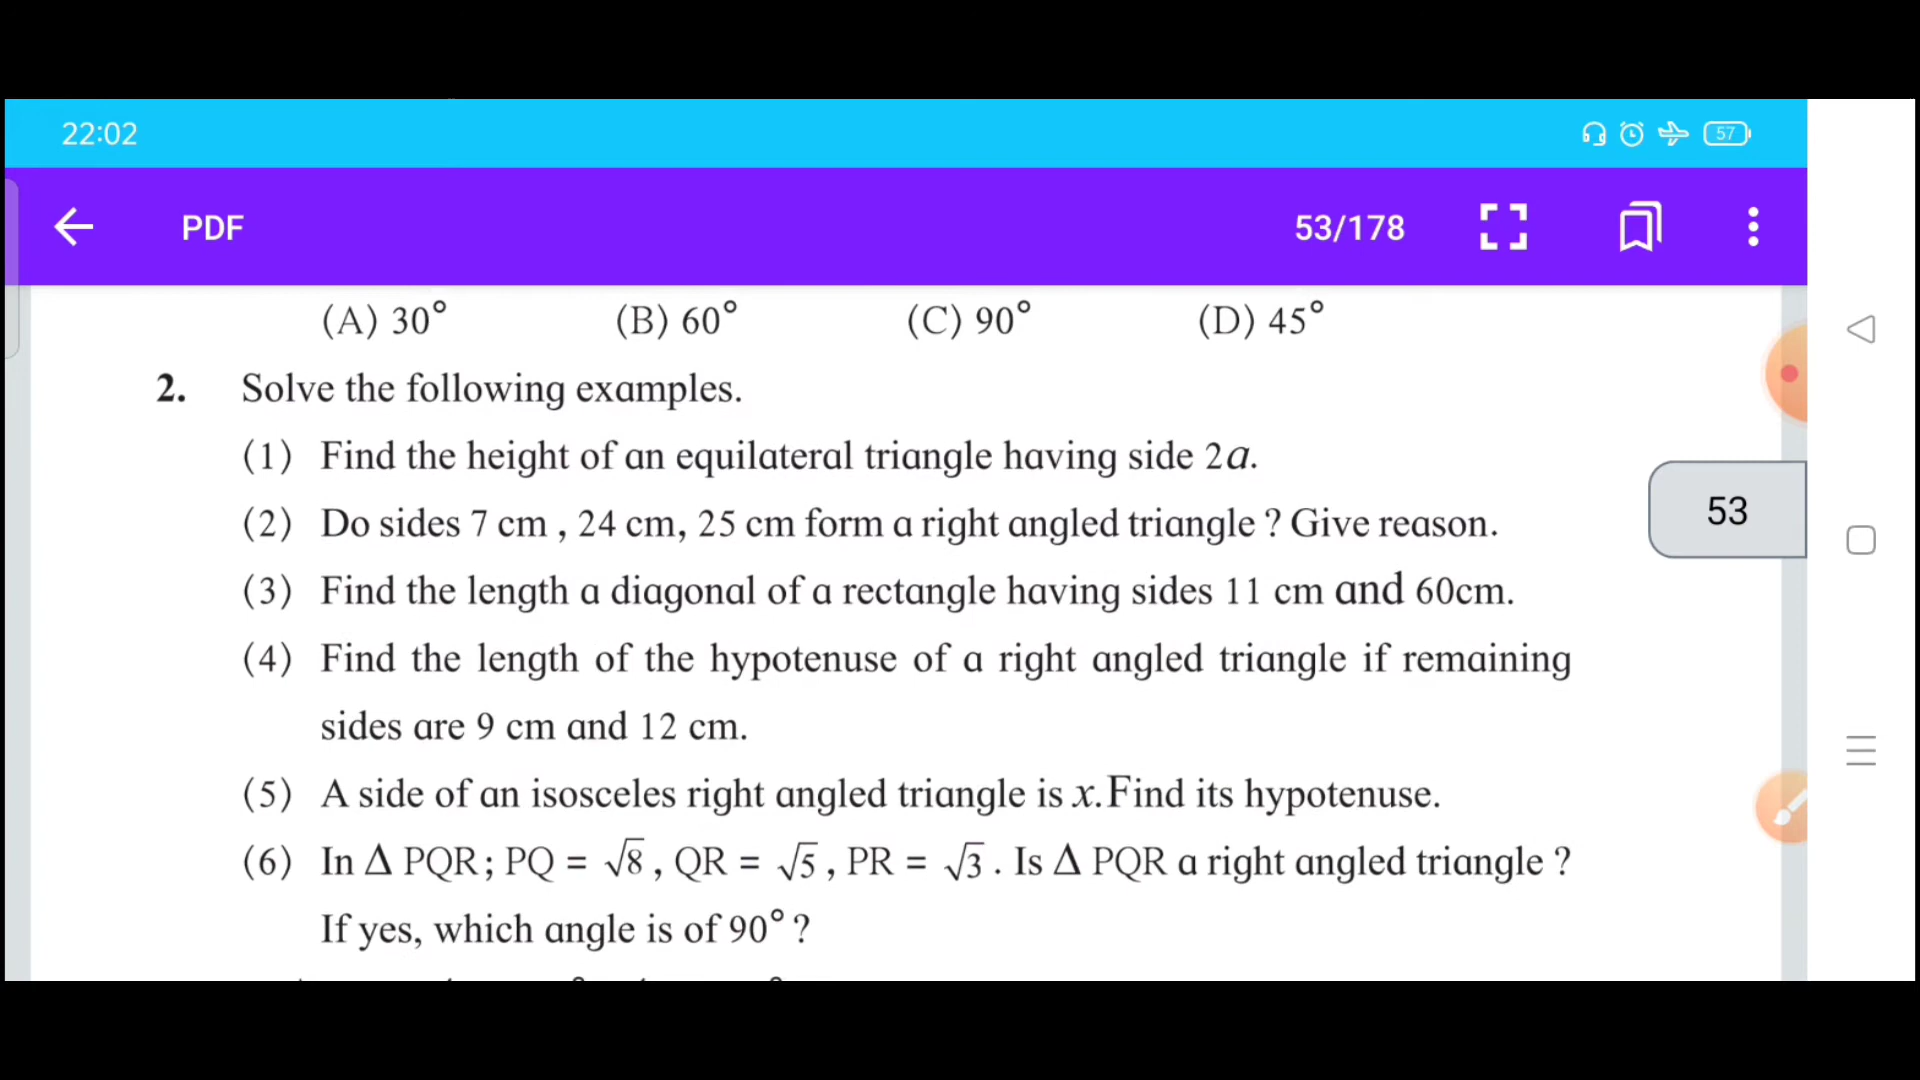 22:02
57
PDF
53/178
(A) 30° (B) 60° (C) 90° (D) 45°
2. Solve the following examples.
(1) Find the height of an equilateral triangle having side 2a.
(2) Do sides 7 cm , 24 cm, 25 cm form a right angled triangle ? Give reason.
53
(3) Find the length a diagonal of a rectangle having sides 11 cm and 60cm.
(4) Find the length of the hypotenuse of a right angled triangle if remaining
sides are 9 cm and 12 cm.
(5) A side of an isosceles right angled triangle is x.Find its hypotenuse.
(6) In Δ PQR; PQ = √8 , QR = √5 , PR = √3 . Is Δ PQR a right angled triangle ?
If yes, which angle is of 90° ?